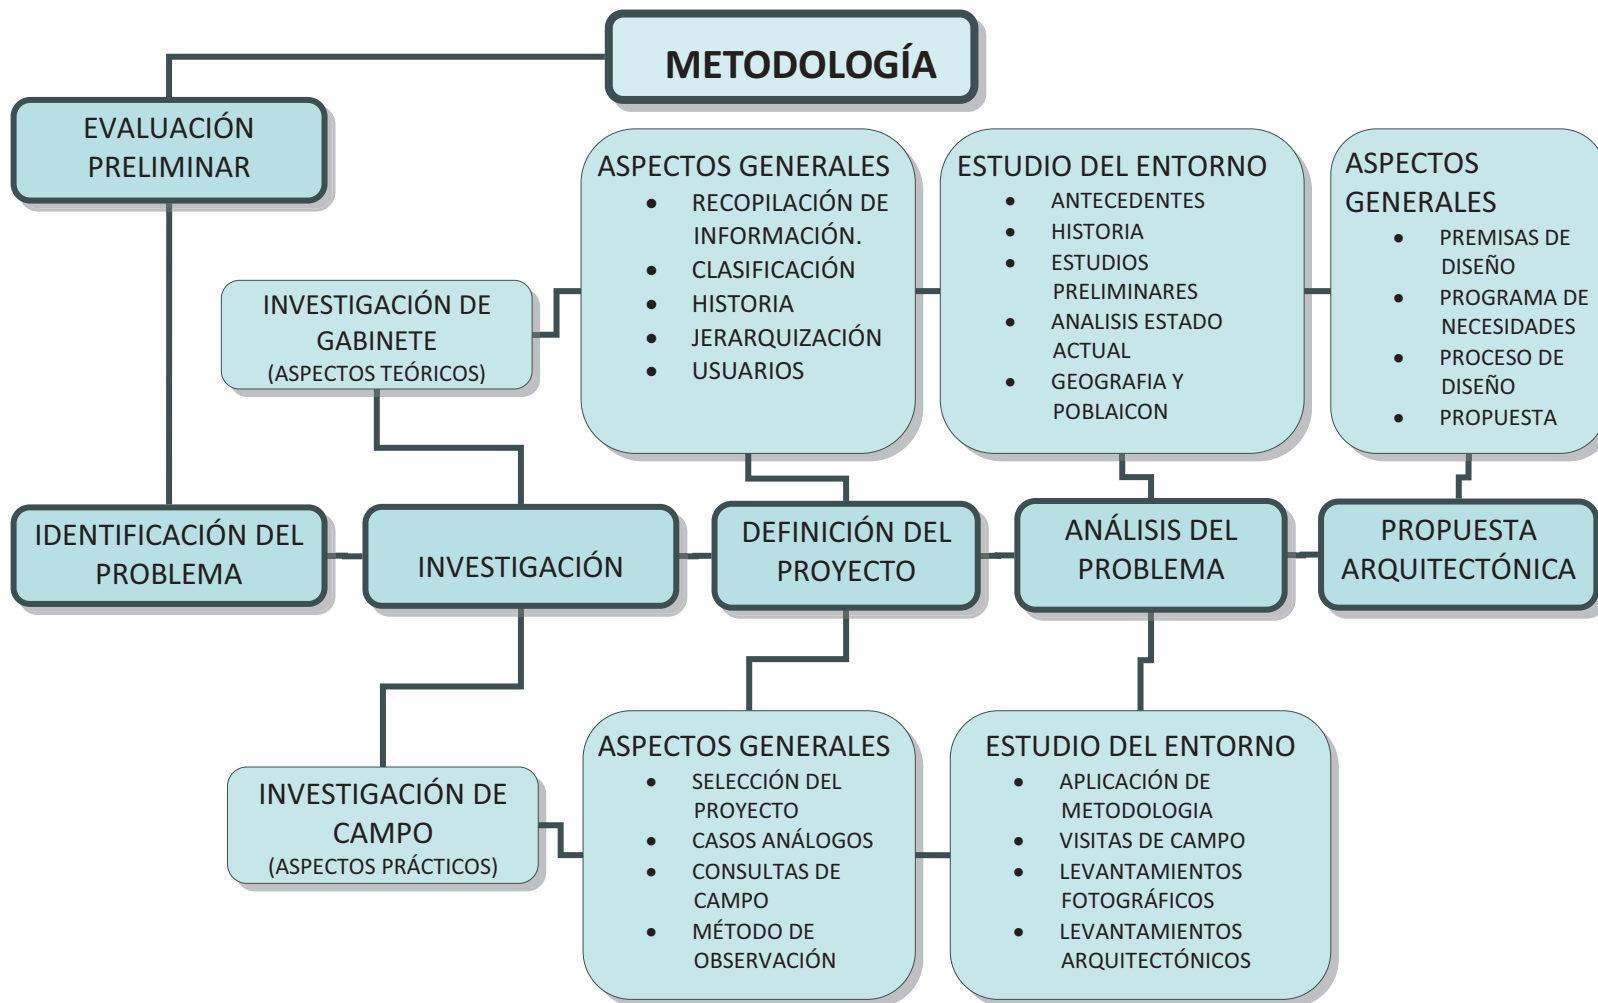 METODOLOGÍA
EVALUACIÓN
PRELIMINAR
ASPECTOS GENERALES
• RECOPILACIÓN DE
INFORMACIÓN.
• CLASIFICACIÓN
• HISTORIA
• JERARQUIZACIÓN
• USUARIOS
ESTUDIO DEL ENTORNO
• ANTECEDENTES
• HISTORIA
• ESTUDIOS
PRELIMINARES
• ANALISIS ESTADO
ACTUAL
• GEOGRAFIA Y
POBLAICON
ASPECTOS
GENERALES
• PREMISAS DE
DISEÑO
• PROGRAMA DE
NECESIDADES
• PROCESO DE
DISEÑO
• PROPUESTA
INVESTIGACIÓN DE
GABINETE
(ASPECTOS TEÓRICOS)
IDENTIFICACIÓN DEL
PROBLEMA
INVESTIGACIÓN
DEFINICIÓN DEL
PROYECTO
ANÁLISIS DEL
PROBLEMA
PROPUESTA
ARQUITECTÓNICA
INVESTIGACIÓN DE
CAMPO
(ASPECTOS PRÁCTICOS)
ASPECTOS GENERALES
• SELECCIÓN DEL
PROYECTO
• CASOS ANÁLOGOS
• CONSULTAS DE
CAMPO
• MÉTODO DE
OBSERVACIÓN
ESTUDIO DEL ENTORNO
• APLICACIÓN DE
METODOLOGIA
• VISITAS DE CAMPO
• LEVANTAMIENTOS
FOTOGRÁFICOS
• LEVANTAMIENTOS
ARQUITECTÓNICOS